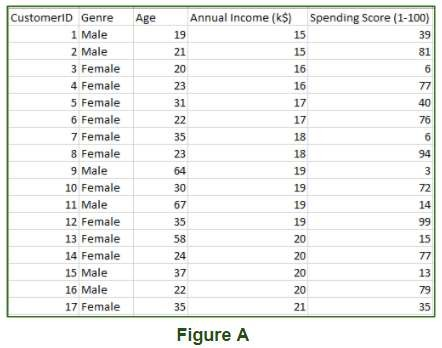 CustomerID Genre Age Annual Income (k$) Spending Score (1-100)
1 Male 19 15 39
2 Male 21 15 81
3 Female 20 16 6
4 Female 23 16 77
5 Female 31 17 40
6 Female 22 17 76
7 Female 35 18 6
8 Female 23 18 94
9 Male 64 19 3
10 Female 30 19 72
11 Male 67 19 14
12 Female 35 19 99
13 Female 58 20 15
14 Female 24 20 77
15 Male 37 20 13
16 Male 22 20 79
17 Female 35 21 35
Figure A